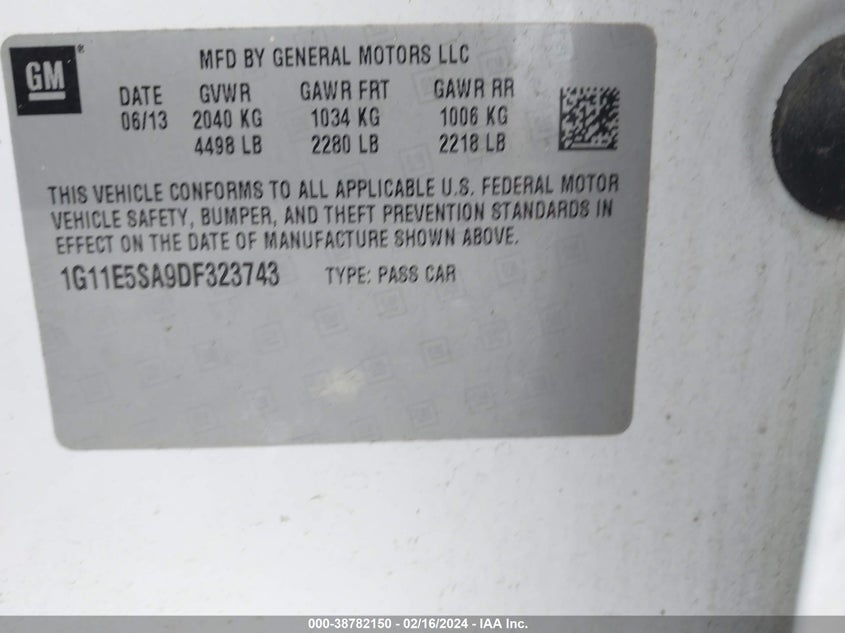 GM®
MFD BY GENERAL MOTORS LLC
DATE GVWR GAWR FRT GAWR RR
06/13 2040 KG 1034 KG 1006 KG
4498 LB 2280 LB 2218 LB
THIS VEHICLE CONFORMS TO ALL APPLICABLE U.S. FEDERAL MOTOR
VEHICLE SAFETY, BUMPER, AND THEFT PREVENTION STANDARDS IN
EFFECT ON THE DATE OF MANUFACTURE SHOWN ABOVE.
1G11E5SA9DF323743 TYPE: PASS CAR
000-38782150 - 02/16/2024 - IAA Inc.